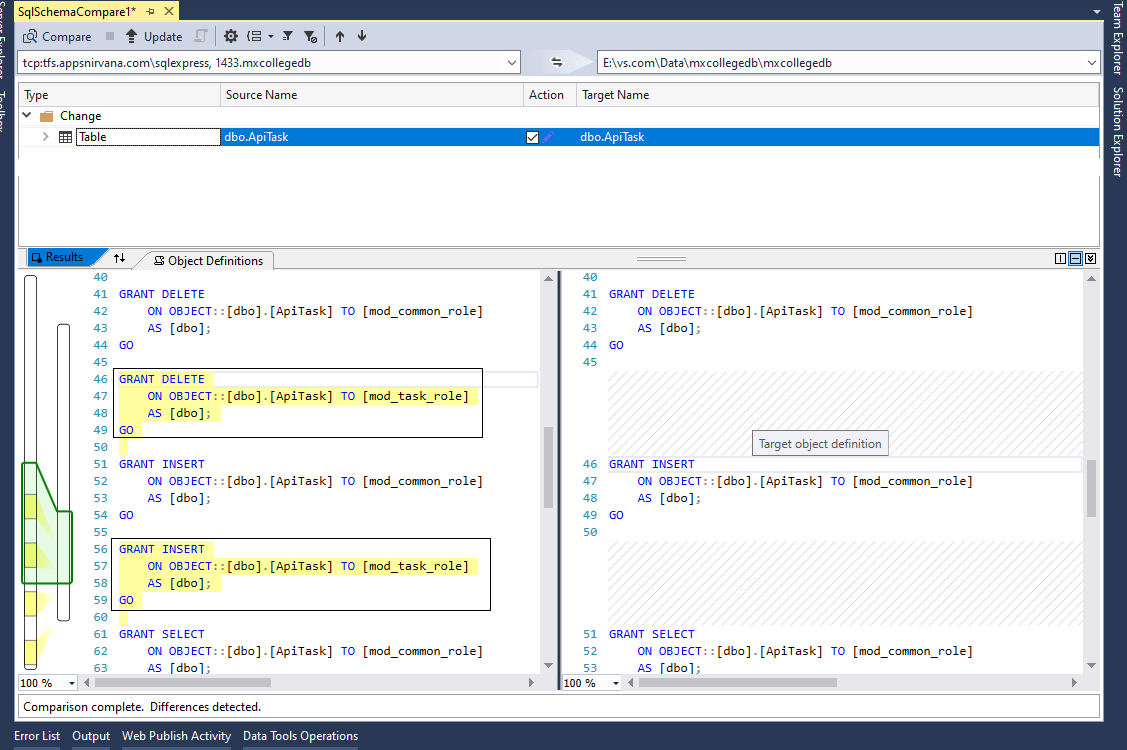 SqlSchemaCompare1*
Compare
Update
tcp:tfs.appsnirvana.com\sqlexpress, 1433.mxcollegedb
E:\vs.com\Data\mxcollegedb\mxcollegedb
Type Source Name Action Target Name
Change
Table dbo.ApiTask dbo.ApiTask
Results
Object Definitions
40
41 GRANT DELETE
42 ON OBJECT::[dbo].[ApiTask] TO [mod_common_role]
43 AS [dbo];
44 GO
45
46 GRANT DELETE
47 ON OBJECT::[dbo].[ApiTask] TO [mod_task_role]
48 AS [dbo];
49 GO
50
51 GRANT INSERT
52 ON OBJECT::[dbo].[ApiTask] TO [mod_common_role]
53 AS [dbo];
54 GO
55
56 GRANT INSERT
57 ON OBJECT::[dbo].[ApiTask] TO [mod_task_role]
58 AS [dbo];
59 GO
60
61 GRANT SELECT
62 ON OBJECT::[dbo].[ApiTask] TO [mod_common_role]
63 AS [dbo];
100 %
40
41 GRANT DELETE
42 ON OBJECT::[dbo].[ApiTask] TO [mod_common_role]
43 AS [dbo];
44 GO
45
Target object definition
46 GRANT INSERT
47 ON OBJECT::[dbo].[ApiTask] TO [mod_common_role]
48 AS [dbo];
49 GO
50
51 GRANT SELECT
52 ON OBJECT::[dbo].[ApiTask] TO [mod_common_role]
53 AS [dbo];
100 %
Comparison complete. Differences detected.
Error List Output Web Publish Activity Data Tools Operations
Team Explorer
Solution Explorer